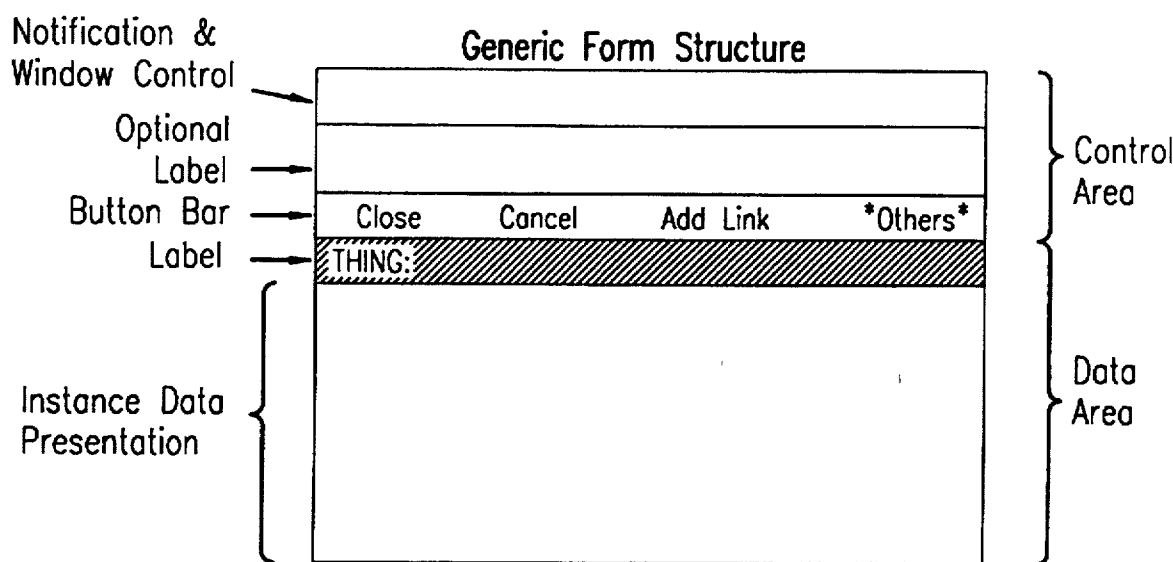 Generic Form Structure
Notification &
Window Control
Optional
Label
Button Bar
Close Cancel Add Link *Others*
Label
THING:
Instance Data
Presentation
Control
Area
Data
Area